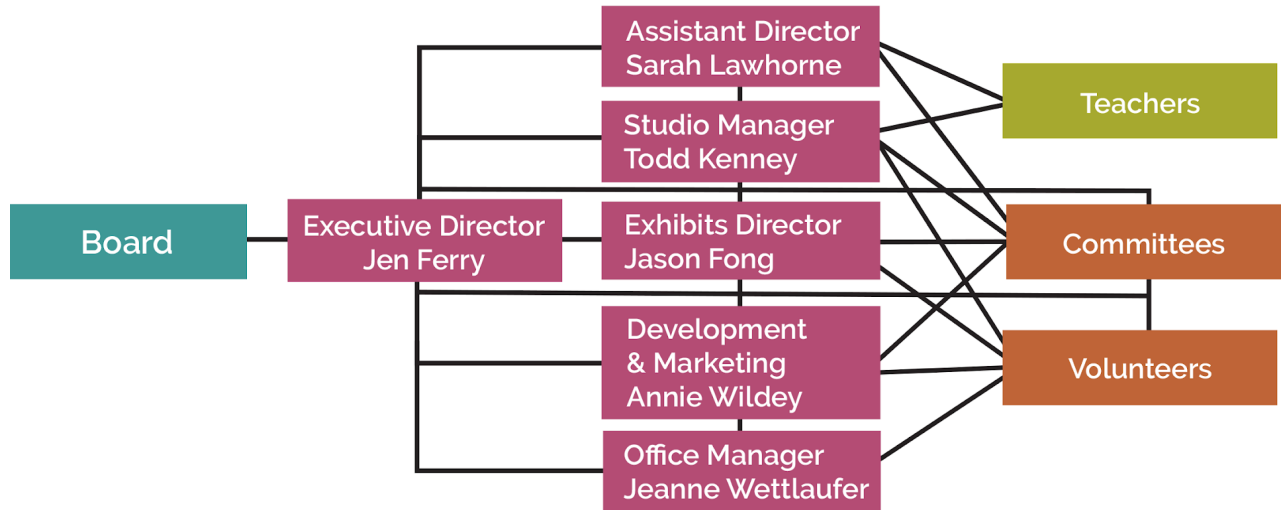 Board
Executive Director
Jen Ferry
Assistant Director
Sarah Lawhorne
Studio Manager
Todd Kenney
Exhibits Director
Jason Fong
Development
& Marketing
Annie Wildey
Office Manager
Jeanne Wettlaufer
Teachers
Committees
Volunteers